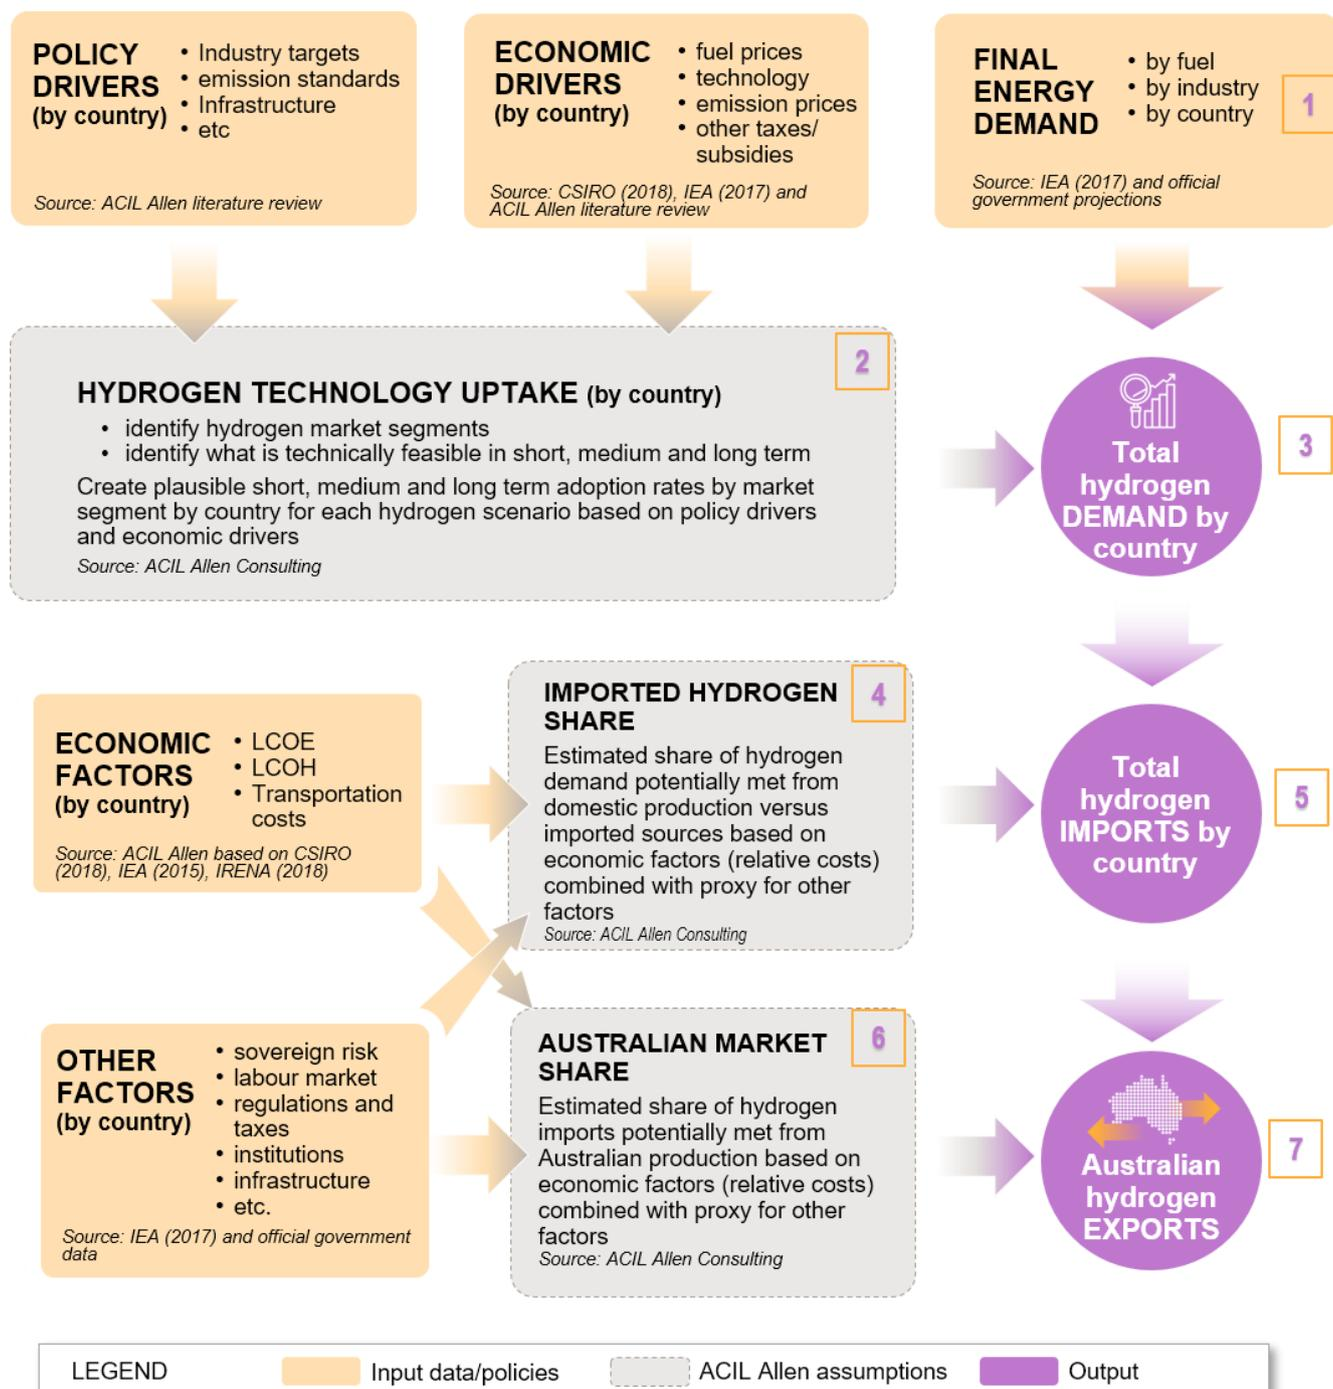 POLICY
DRIVERS
(by country)
• Industry targets
• emission standards
• Infrastructure
• etc
Source: ACIL Allen literature review
ECONOMIC
DRIVERS
(by country)
• fuel prices
• technology
• emission prices
• other taxes/
subsidies
Source: CSIRO (2018), IEA (2017) and
ACIL Allen literature review
FINAL
ENERGY
DEMAND
• by fuel
• by industry
• by country
1
Source: IEA (2017) and official
government projections
2
HYDROGEN TECHNOLOGY UPTAKE (by country)
• identify hydrogen market segments
• identify what is technically feasible in short, medium and long term
Create plausible short, medium and long term adoption rates by market
segment by country for each hydrogen scenario based on policy drivers
and economic drivers
Source: ACIL Allen Consulting
Total
hydrogen
DEMAND by
country
3
ECONOMIC
FACTORS
(by country)
• LCOE
• LCOH
• Transportation
costs
Source: ACIL Allen based on CSIRO
(2018), IEA (2015), IRENA (2018)
IMPORTED HYDROGEN
SHARE
4
Estimated share of hydrogen
demand potentially met from
domestic production versus
imported sources based on
economic factors (relative costs)
combined with proxy for other
factors
Source: ACIL Allen Consulting
Total
hydrogen
IMPORTS by
country
5
OTHER
FACTORS
(by country)
• sovereign risk
• labour market
• regulations and
taxes
• institutions
• infrastructure
• etc.
Source: IEA (2017) and official government
data
AUSTRALIAN MARKET
SHARE
6
Estimated share of hydrogen
imports potentially met from
Australian production based on
economic factors (relative costs)
combined with proxy for other
factors
Source: ACIL Allen Consulting
Australian
hydrogen
EXPORTS
7
LEGEND Input data/policies ACIL Allen assumptions Output